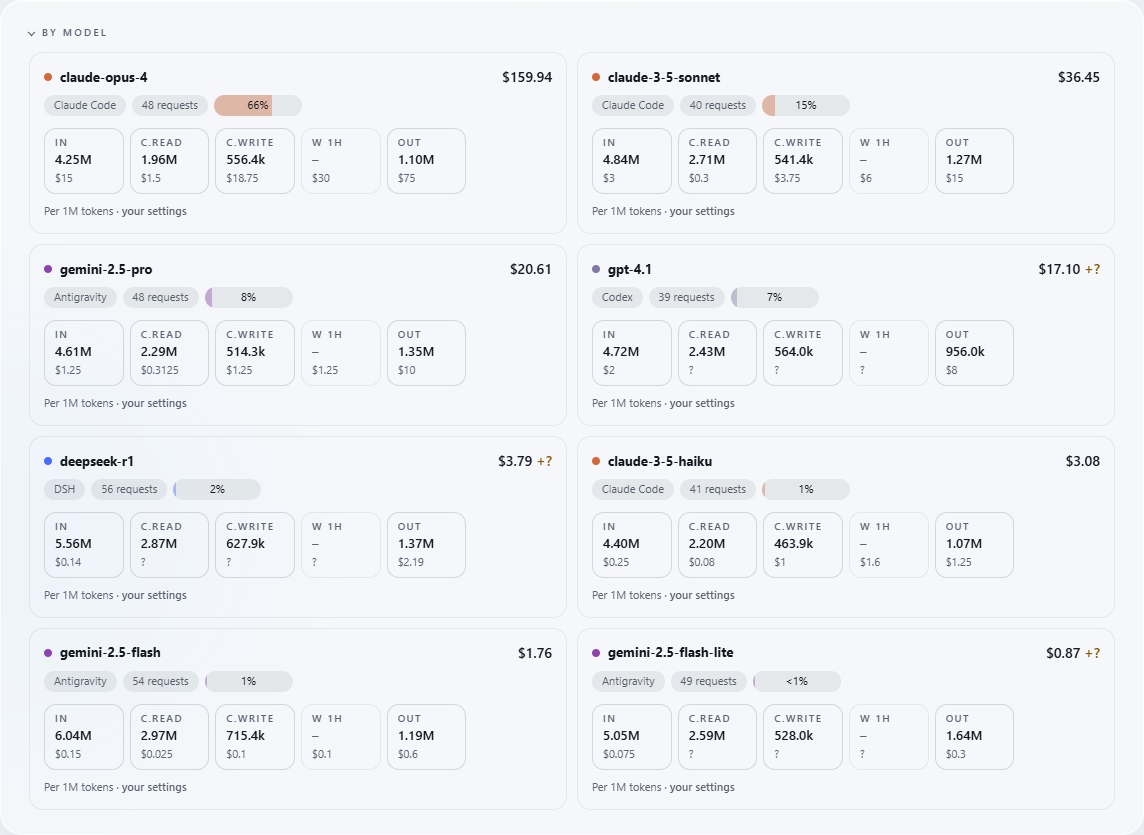 BY MODEL
claude-opus-4 $159.94
Claude Code 48 requests 66%
IN C.READ C.WRITE W 1H OUT
4.25M 1.96M 556.4k – 1.10M
$15 $1.5 $18.75 $30 $75
Per 1M tokens · your settings
claude-3-5-sonnet $36.45
Claude Code 40 requests 15%
IN C.READ C.WRITE W 1H OUT
4.84M 2.71M 541.4k – 1.27M
$3 $0.3 $3.75 $6 $15
Per 1M tokens · your settings
gemini-2.5-pro $20.61
Antigravity 48 requests 8%
IN C.READ C.WRITE W 1H OUT
4.61M 2.29M 514.3k – 1.35M
$1.25 $0.3125 $1.25 $1.25 $10
Per 1M tokens · your settings
gpt-4.1 $17.10 +?
Codex 39 requests 7%
IN C.READ C.WRITE W 1H OUT
4.72M 2.43M 564.0k – 956.0k
$2 ? ? ? $8
Per 1M tokens · your settings
deepseek-r1 $3.79 +?
DSH 56 requests 2%
IN C.READ C.WRITE W 1H OUT
5.56M 2.87M 627.9k – 1.37M
$0.14 ? ? ? $2.19
Per 1M tokens · your settings
claude-3-5-haiku $3.08
Claude Code 41 requests 1%
IN C.READ C.WRITE W 1H OUT
4.40M 2.20M 463.9k – 1.07M
$0.25 $0.08 $1 $1.6 $1.25
Per 1M tokens · your settings
gemini-2.5-flash $1.76
Antigravity 54 requests 1%
IN C.READ C.WRITE W 1H OUT
6.04M 2.97M 715.4k – 1.19M
$0.15 $0.025 $0.1 $0.1 $0.6
Per 1M tokens · your settings
gemini-2.5-flash-lite $0.87 +?
Antigravity 49 requests <1%
IN C.READ C.WRITE W 1H OUT
5.05M 2.59M 528.0k – 1.64M
$0.075 ? ? ? $0.3
Per 1M tokens · your settings